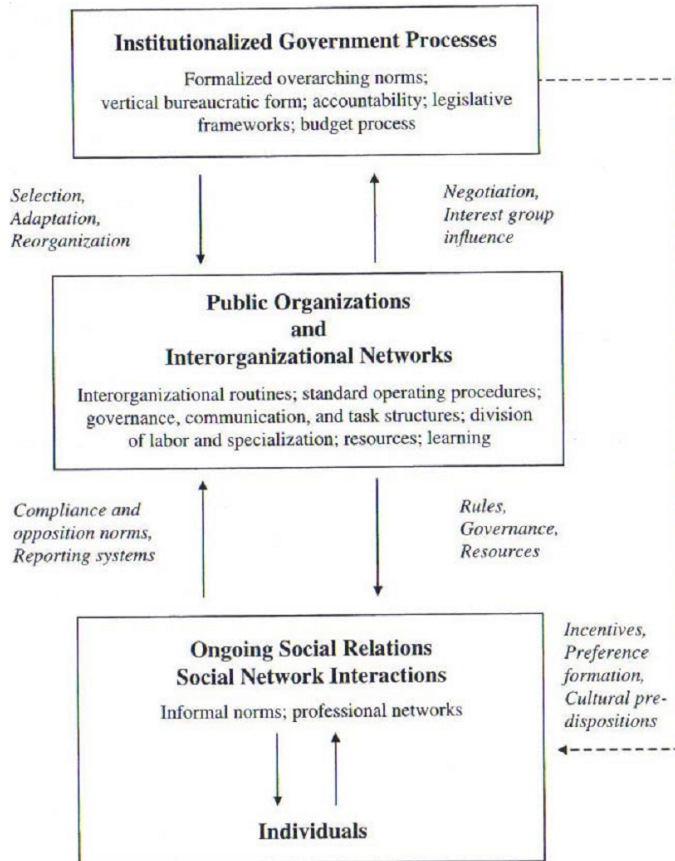 Institutionalized Government Processes
Formalized overarching norms;
vertical bureaucratic form; accountability; legislative
frameworks; budget process
Selection,
Adaptation,
Reorganization
Negotiation,
Interest group
influence
Public Organizations
and
Interorganizational Networks
Interorganizational routines; standard operating procedures;
governance, communication, and task structures; division
of labor and specialization; resources; learning
Compliance and
opposition norms,
Reporting systems
Rules,
Governance,
Resources
Ongoing Social Relations
Social Network Interactions
Informal norms; professional networks
Individuals
Incentives,
Preference
formation,
Cultural pre-
dispositions